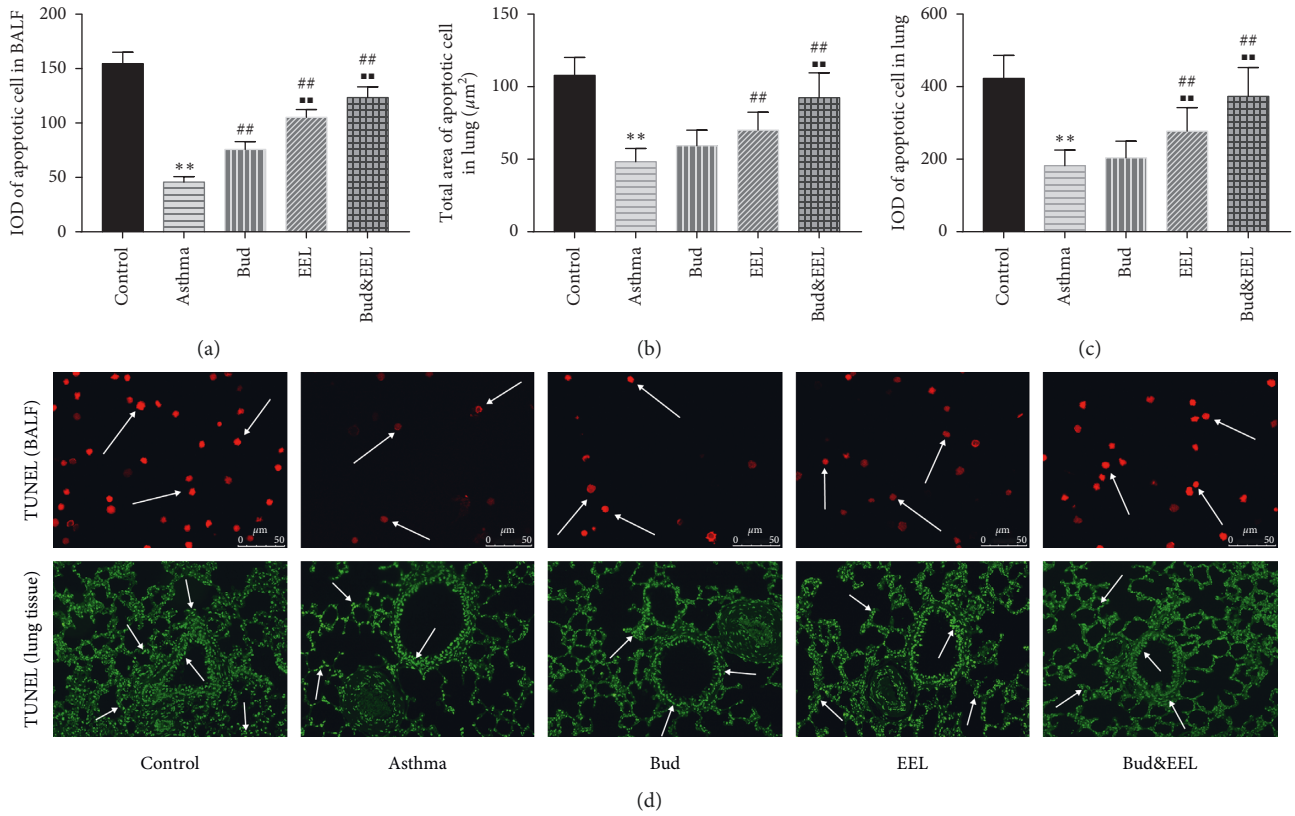 IOD of apoptotic cell in BALF
200
150
100
50
0
**
##
##
■■
##
■■
Control
Asthma
Bud
EEL
Bud&EEL
(a)
Total area of apoptotic cell
in lung (μm²)
150
100
50
0
**
##
##
■■
Control
Asthma
Bud
EEL
Bud&EEL
(b)
IOD of apoptotic cell in lung
600
400
200
0
**
##
■■
##
■■
Control
Asthma
Bud
EEL
Bud&EEL
(c)
TUNEL (BALF)
μm
0 50
μm
0 50
μm
0 50
μm
0 50
μm
0 50
TUNEL (lung tissue)
Control
Asthma
Bud
EEL
Bud&EEL
(d)